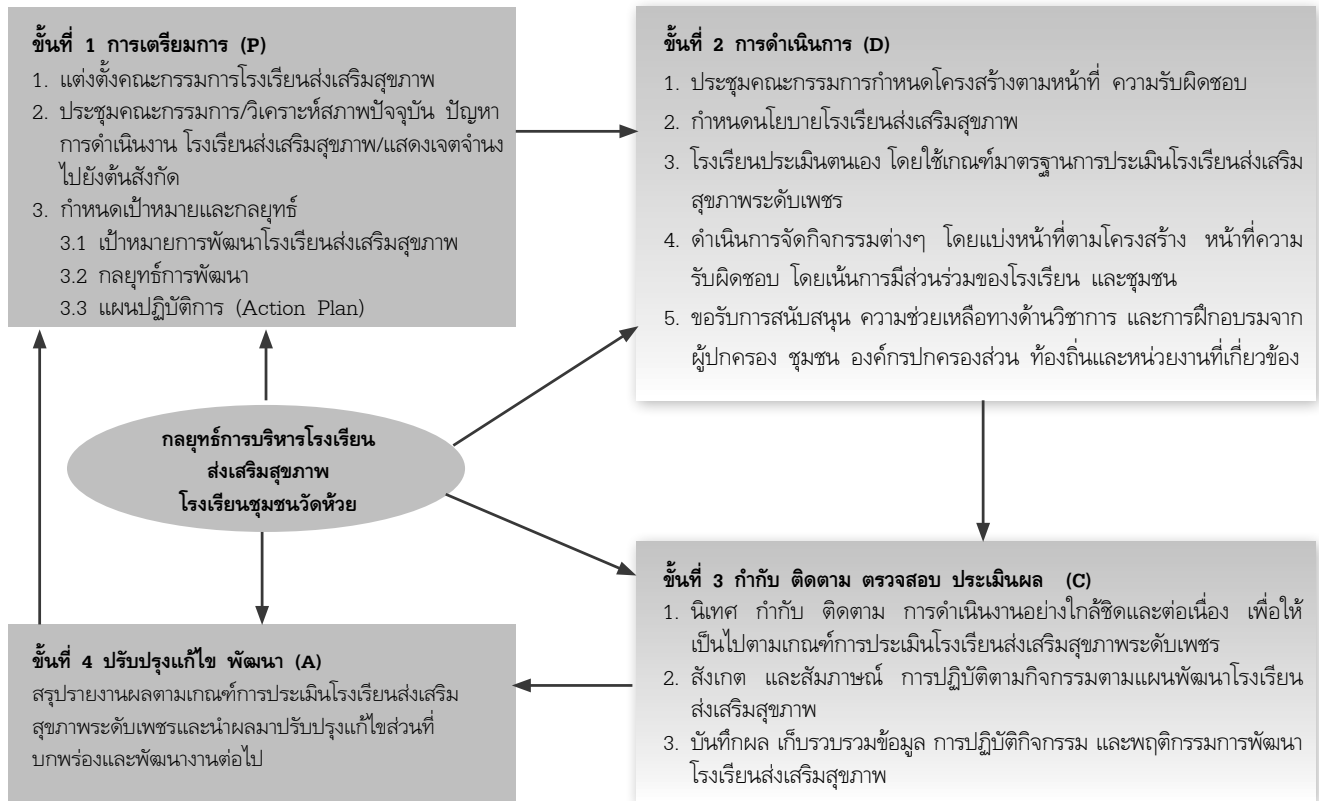 ขั้นที่ 1 การเตรียมการ (P)
1. แต่งตั้งคณะกรรมการโรงเรียนส่งเสริมสุขภาพ
2. ประชุมคณะกรรมการ/วิเคราะห์สภาพปัจจุบัน ปัญหา
การดำเนินงาน โรงเรียนส่งเสริมสุขภาพ/แสดงเจตจำนง
ไปยังต้นสังกัด
3. กำหนดเป้าหมายและกลยุทธ์
3.1 เป้าหมายการพัฒนาโรงเรียนส่งเสริมสุขภาพ
3.2 กลยุทธ์การพัฒนา
3.3 แผนปฏิบัติการ (Action Plan)
ขั้นที่ 2 การดำเนินการ (D)
1. ประชุมคณะกรรมการกำหนดโครงสร้างตามหน้าที่ ความรับผิดชอบ
2. กำหนดนโยบายโรงเรียนส่งเสริมสุขภาพ
3. โรงเรียนประเมินตนเอง โดยใช้เกณฑ์มาตรฐานการประเมินโรงเรียนส่งเสริม
สุขภาพระดับเพชร
4. ดำเนินการจัดกิจกรรมต่างๆ โดยแบ่งหน้าที่ตามโครงสร้าง หน้าที่ความ
รับผิดชอบ โดยเน้นการมีส่วนร่วมของโรงเรียน และชุมชน
5. ขอรับการสนับสนุน ความช่วยเหลือทางด้านวิชาการ และการฝึกอบรมจาก
ผู้ปกครอง ชุมชน องค์กรปกครองส่วน ท้องถิ่นและหน่วยงานที่เกี่ยวข้อง
กลยุทธ์การบริหารโรงเรียน
ส่งเสริมสุขภาพ
โรงเรียนชุมชนวัดห้วย
ขั้นที่ 3 กำกับ ติดตาม ตรวจสอบ ประเมินผล (C)
1. นิเทศ กำกับ ติดตาม การดำเนินงานอย่างใกล้ชิดและต่อเนื่อง เพื่อให้
เป็นไปตามเกณฑ์การประเมินโรงเรียนส่งเสริมสุขภาพระดับเพชร
2. สังเกต และสัมภาษณ์ การปฏิบัติตามกิจกรรมตามแผนพัฒนาโรงเรียน
ส่งเสริมสุขภาพ
3. บันทึกผล เก็บรวบรวมข้อมูล การปฏิบัติกิจกรรม และพฤติกรรมการพัฒนา
โรงเรียนส่งเสริมสุขภาพ
ขั้นที่ 4 ปรับปรุงแก้ไข พัฒนา (A)
สรุปรายงานผลตามเกณฑ์การประเมินโรงเรียนส่งเสริม
สุขภาพระดับเพชรและนำผลมาปรับปรุงแก้ไขส่วนที่
บกพร่องและพัฒนางานต่อไป